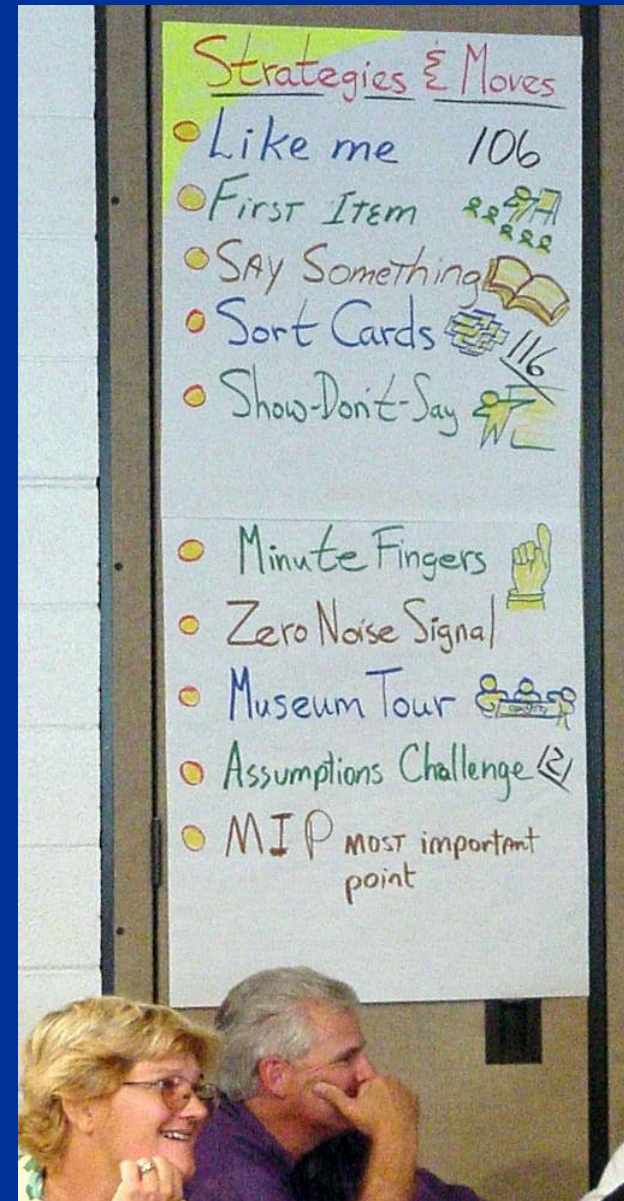 Strategies & Moves
Like me 106
First Item
Say Something
Sort Cards 116
Show-Don't-Say
Minute Fingers
Zero Noise Signal
Museum Tour
Assumptions Challenge 121
MIP most important
point